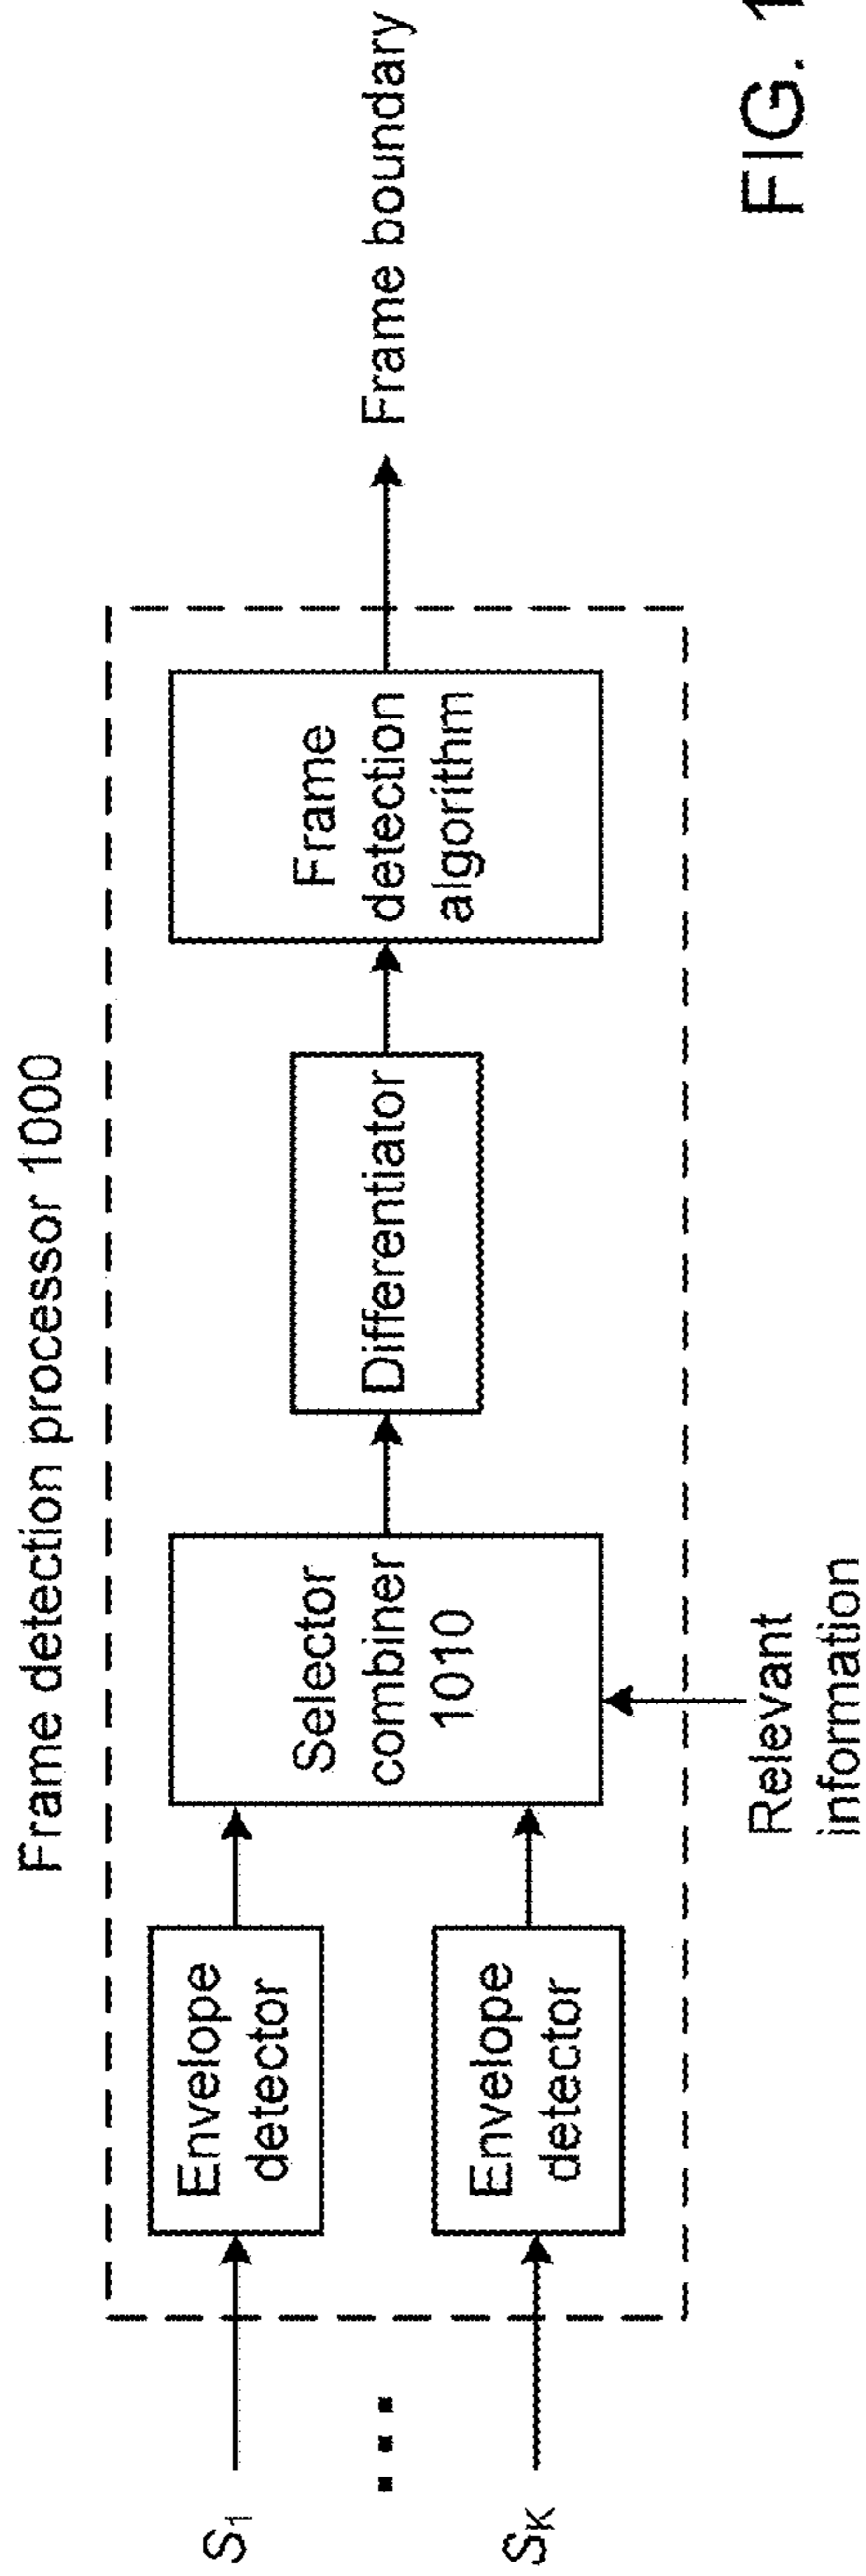 Frame detection processor 1000
S1
SK
Envelope
detector
Envelope
detector
Selector
combiner
1010
Relevant
information
Differentiator
Frame
detection
algorithm
Frame boundary
FIG. 1